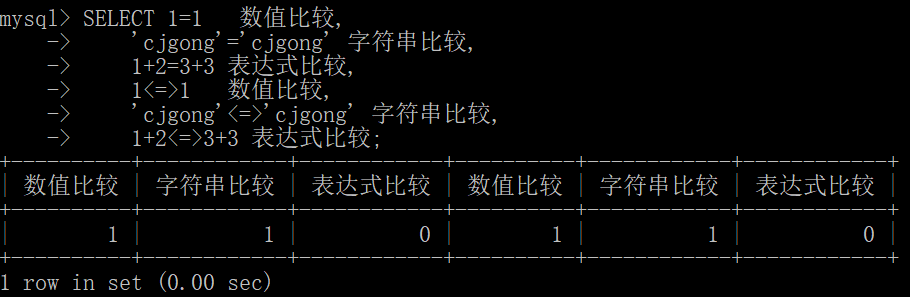 mysql> SELECT 1=1   数值比较,
    ->     'cjgong'='cjgong' 字符串比较,
    ->     1+2=3+3 表达式比较,
    ->     1<=>1   数值比较,
    ->     'cjgong'<=>'cjgong' 字符串比较,
    ->     1+2<=>3+3 表达式比较;
+----------+------------+------------+----------+------------+------------+
| 数值比较 | 字符串比较 | 表达式比较 | 数值比较 | 字符串比较 | 表达式比较 |
+----------+------------+------------+----------+------------+------------+
|        1 |          1 |          0 |        1 |          1 |          0 |
+----------+------------+------------+----------+------------+------------+
1 row in set (0.00 sec)